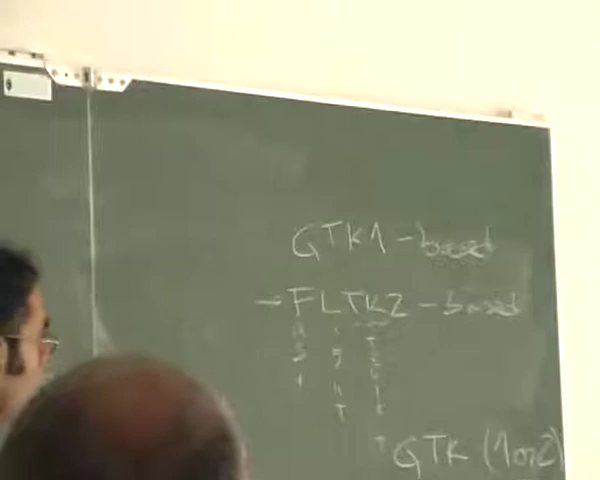 GTK1-based
- FLTK2-based
GTK (1 or 2)